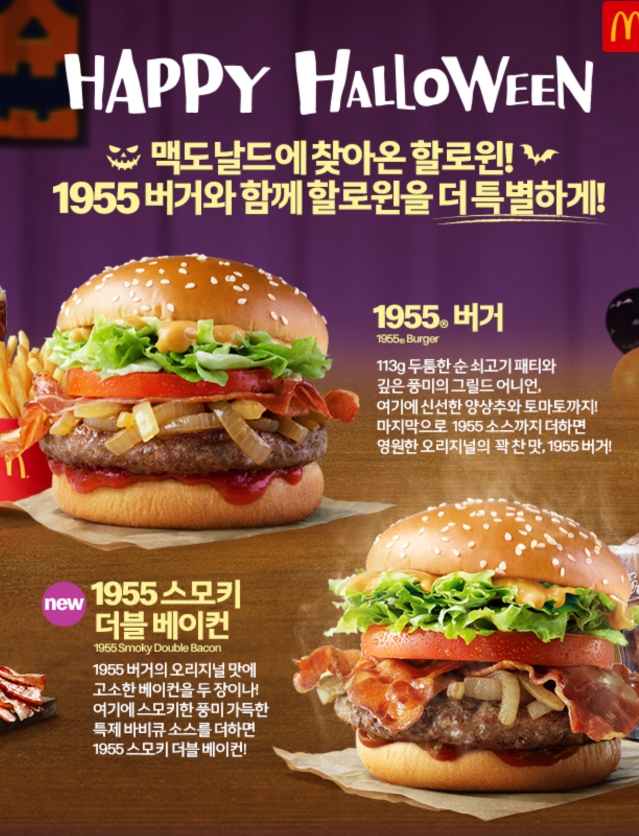 HAPPY HALLOWEEN
맥도날드에 찾아온 할로윈!
1955 버거와 함께 할로윈을 더 특별하게!
1955® 버거
1955® Burger
113g 두툼한 순 쇠고기 패티와
깊은 풍미의 그릴드 어니언,
여기에 신선한 양상추와 토마토까지!
마지막으로 1955 소스까지 더하면
영원한 오리지널의 꽉 찬 맛, 1955 버거!
new
1955 스모키
더블 베이컨
1955 Smoky Double Bacon
1955 버거의 오리지널 맛에
고소한 베이컨을 두 장이나!
여기에 스모키한 풍미 가득한
특제 바비큐 소스를 더하면
1955 스모키 더블 베이컨!